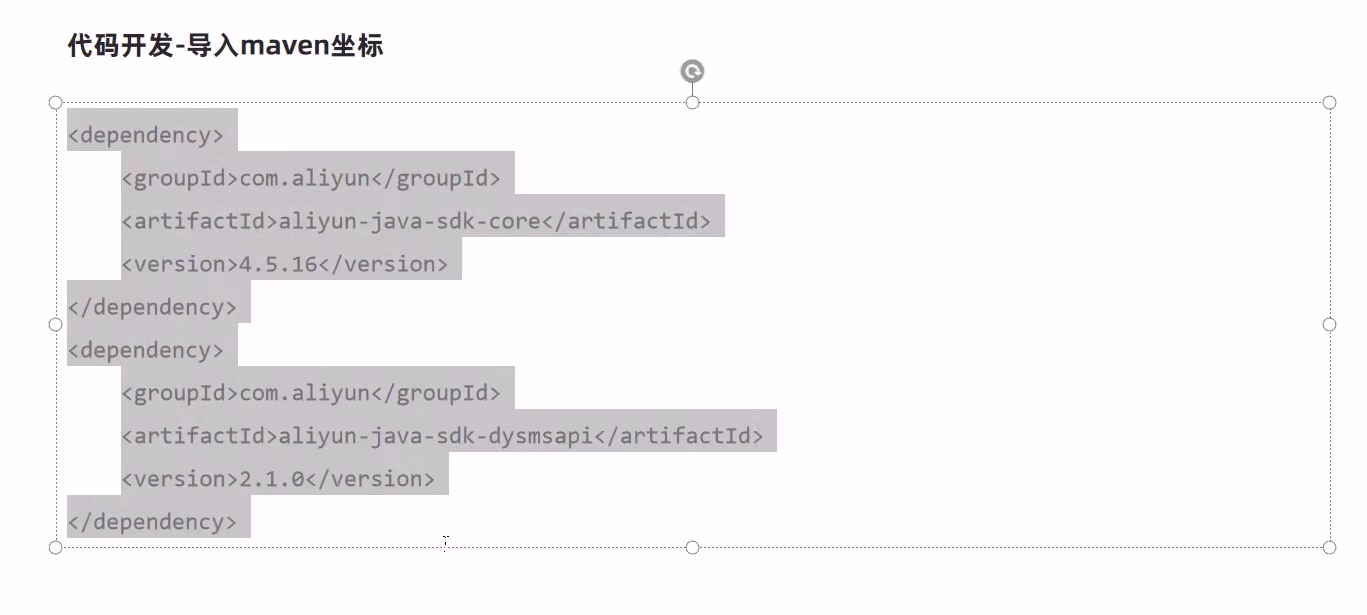 代码开发-导入maven坐标
<dependency>
<groupId>com.aliyun</groupId>
<artifactId>aliyun-java-sdk-core</artifactId>
<version>4.5.16</version>
</dependency>
<dependency>
<groupId>com.aliyun</groupId>
<artifactId>aliyun-java-sdk-dysmsapi</artifactId>
<version>2.1.0</version>
</dependency>